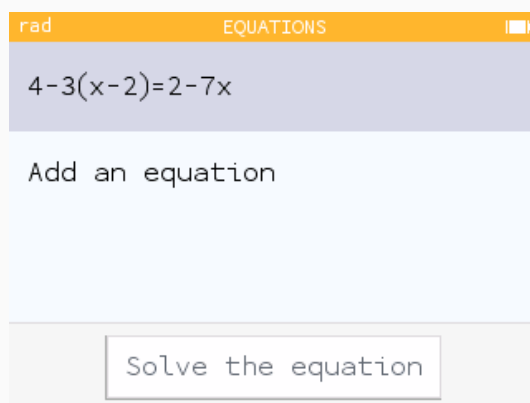 rad EQUATIONS
4-3(x-2)=2-7x
Add an equation
Solve the equation